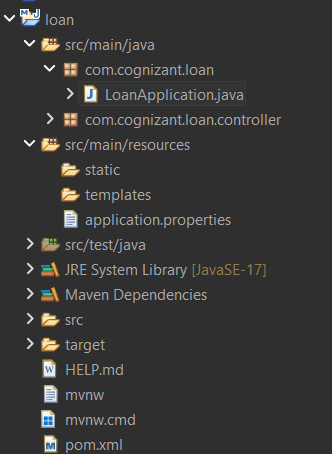 loan
src/main/java
com.cognizant.loan
LoanApplication.java
com.cognizant.loan.controller
src/main/resources
static
templates
application.properties
src/test/java
JRE System Library [JavaSE-17]
Maven Dependencies
src
target
HELP.md
mvnw
mvnw.cmd
pom.xml